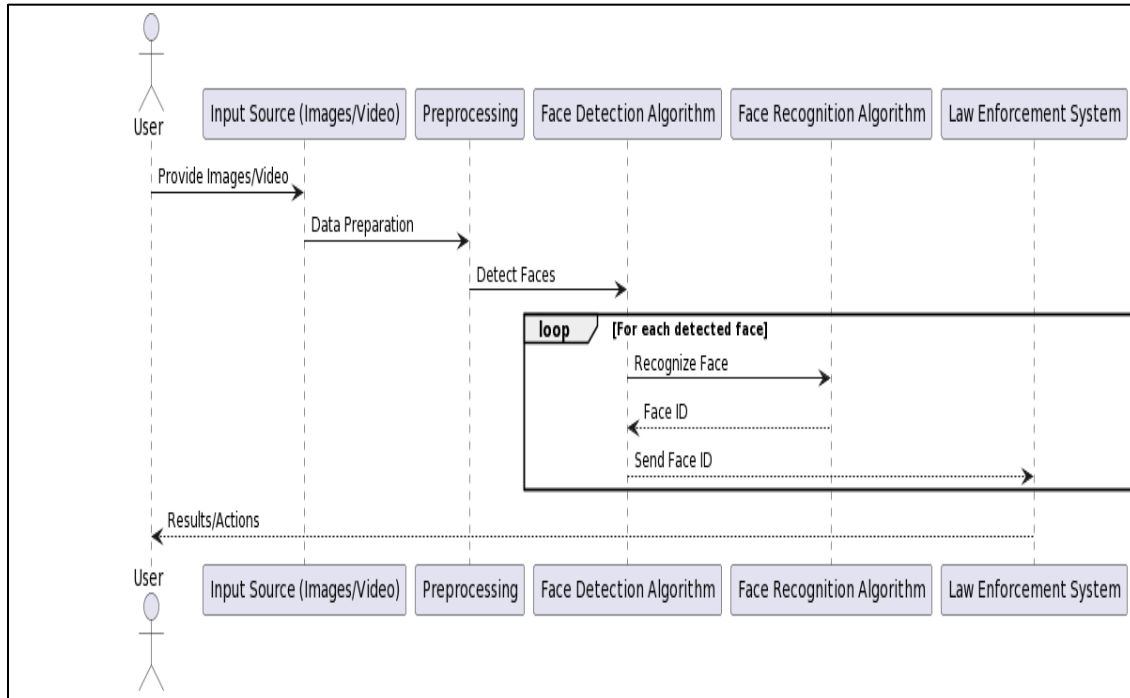 User
Input Source (Images/Video)
Preprocessing
Face Detection Algorithm
Face Recognition Algorithm
Law Enforcement System
Provide Images/Video
Data Preparation
Detect Faces
loop
[For each detected face]
Recognize Face
Face ID
Send Face ID
Results/Actions
User
Input Source (Images/Video)
Preprocessing
Face Detection Algorithm
Face Recognition Algorithm
Law Enforcement System